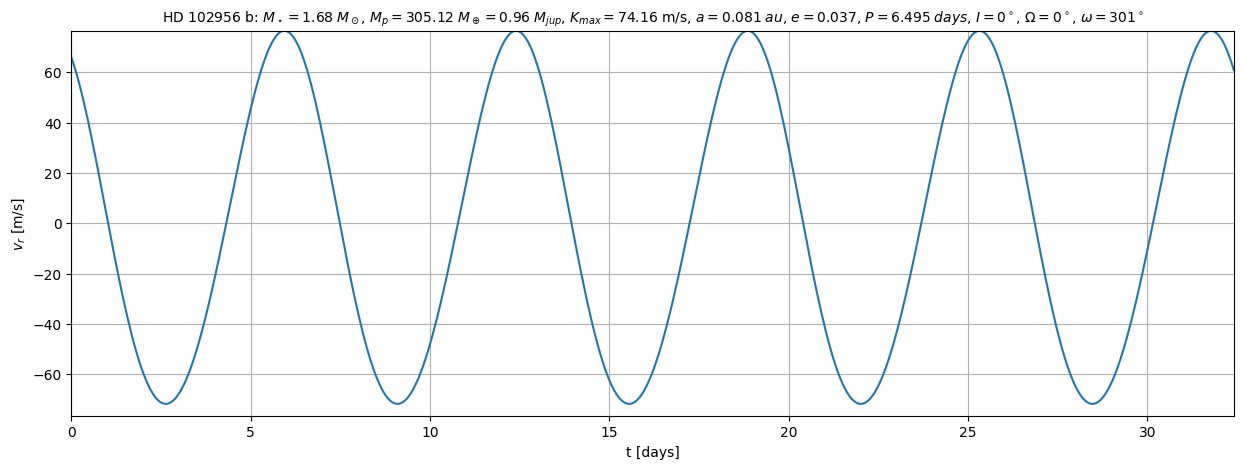 HD 102956 b: M⋆ = 1.68 M⊙, Mp = 305.12 M⊕ = 0.96 Mjup, Kmax = 74.16 m/s, a = 0.081 au, e = 0.037, P = 6.495 days, I = 0°, Ω = 0°, ω = 301°
60
40
20
0
−20
−40
−60
vr [m/s]
0 5 10 15 20 25 30
t [days]